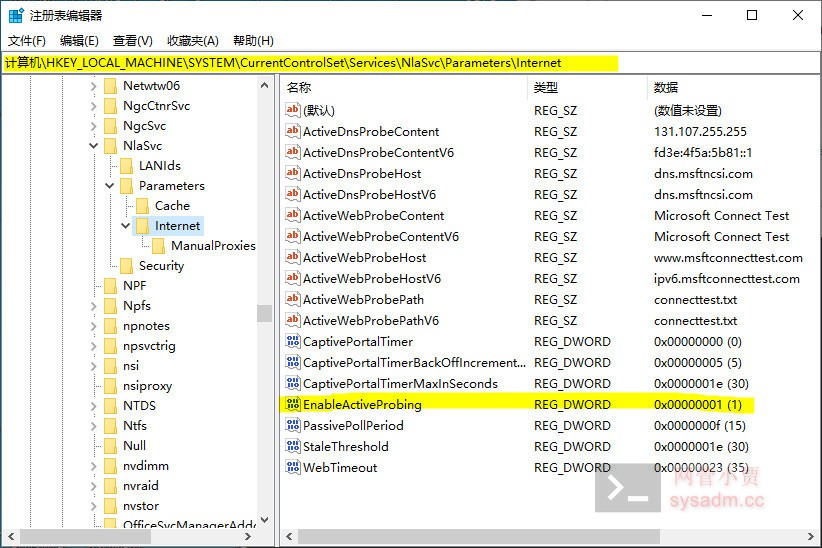 注册表编辑器
文件(F) 编辑(E) 查看(V) 收藏夹(A) 帮助(H)
计算机\HKEY_LOCAL_MACHINE\SYSTEM\CurrentControlSet\Services\NlaSvc\Parameters\Internet
Netwtw06
NgcCtnrSvc
NgcSvc
NlaSvc
LANIds
Parameters
Cache
Internet
ManualProxies
Security
NPF
Npfs
npnotes
npsvctrig
nsi
nsiproxy
NTDS
Ntfs
Null
nvdimm
nvraid
nvstor
OfficeSvcManagerAdd
名称 类型 数据
(默认) REG_SZ (数值未设置)
ActiveDnsProbeContent REG_SZ 131.107.255.255
ActiveDnsProbeContentV6 REG_SZ fd3e:4f5a:5b81::1
ActiveDnsProbeHost REG_SZ dns.msftncsi.com
ActiveDnsProbeHostV6 REG_SZ dns.msftncsi.com
ActiveWebProbeContent REG_SZ Microsoft Connect Test
ActiveWebProbeContentV6 REG_SZ Microsoft Connect Test
ActiveWebProbeHost REG_SZ www.msftconnecttest.com
ActiveWebProbeHostV6 REG_SZ ipv6.msftconnecttest.com
ActiveWebProbePath REG_SZ connecttest.txt
ActiveWebProbePathV6 REG_SZ connecttest.txt
CaptivePortalTimer REG_DWORD 0x00000000 (0)
CaptivePortalTimerBackOffIncrement... REG_DWORD 0x00000005 (5)
CaptivePortalTimerMaxInSeconds REG_DWORD 0x0000001e (30)
EnableActiveProbing REG_DWORD 0x00000001 (1)
PassivePollPeriod REG_DWORD 0x0000000f (15)
StaleThreshold REG_DWORD 0x0000001e (30)
WebTimeout REG_DWORD 0x00000023 (35)
网管小贾
sysadm.cc